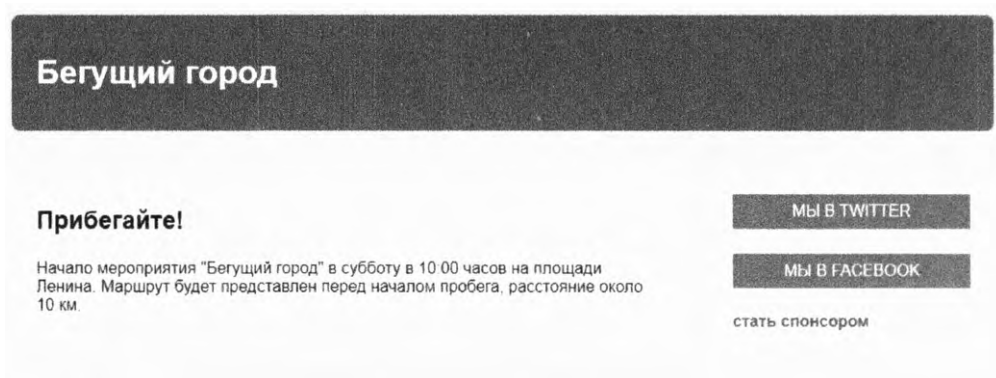 Бегущий город
Прибегайте!
Начало мероприятия "Бегущий город" в субботу в 10 00 часов на площади
Ленина. Маршрут будет представлен перед началом пробега, расстояние около
10 км.
МЫ В TWITTER
МЫ В FACEBOOK
стать спонсором